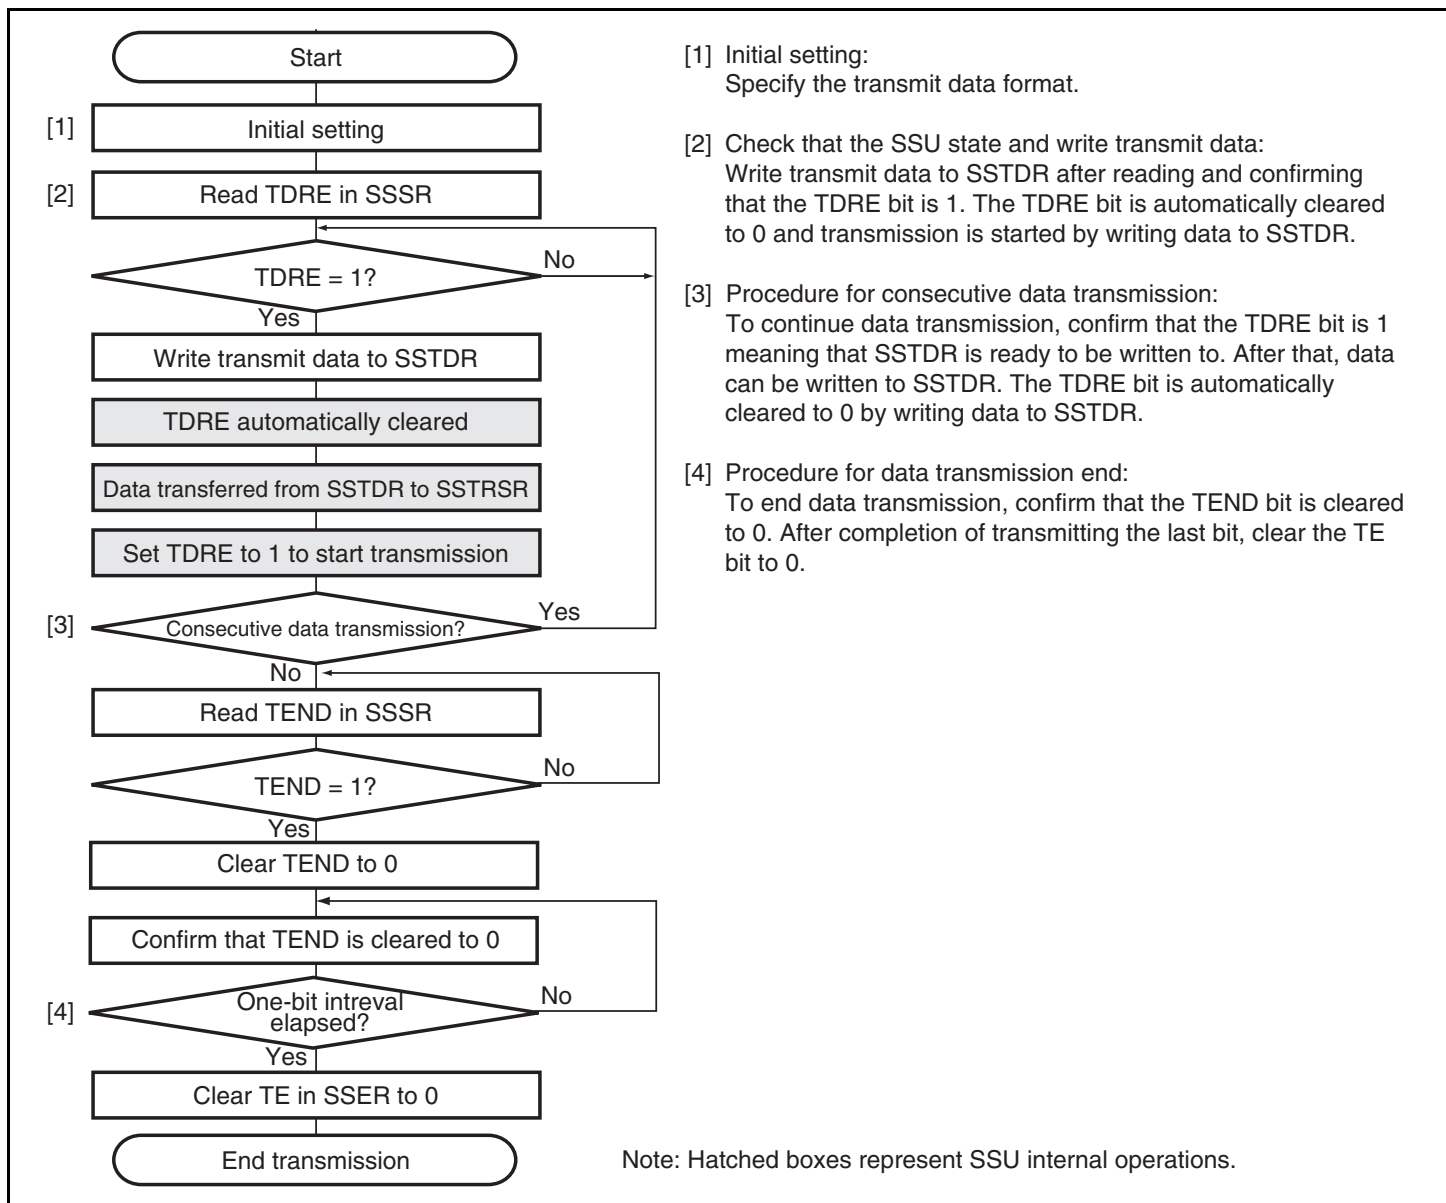 Start
[1] Initial setting
[2] Read TDRE in SSSR
TDRE = 1?
No
Yes
Write transmit data to SSTDR
TDRE automatically cleared
Data transferred from SSTDR to SSTRSR
Set TDRE to 1 to start transmission
[3] Consecutive data transmission?
Yes
No
Read TEND in SSSR
TEND = 1?
No
Yes
Clear TEND to 0
Confirm that TEND is cleared to 0
[4] One-bit intreval
elapsed?
No
Yes
Clear TE in SSER to 0
End transmission
[1] Initial setting:
Specify the transmit data format.
[2] Check that the SSU state and write transmit data:
Write transmit data to SSTDR after reading and confirming
that the TDRE bit is 1. The TDRE bit is automatically cleared
to 0 and transmission is started by writing data to SSTDR.
[3] Procedure for consecutive data transmission:
To continue data transmission, confirm that the TDRE bit is 1
meaning that SSTDR is ready to be written to. After that, data
can be written to SSTDR. The TDRE bit is automatically
cleared to 0 by writing data to SSTDR.
[4] Procedure for data transmission end:
To end data transmission, confirm that the TEND bit is cleared
to 0. After completion of transmitting the last bit, clear the TE
bit to 0.
Note: Hatched boxes represent SSU internal operations.